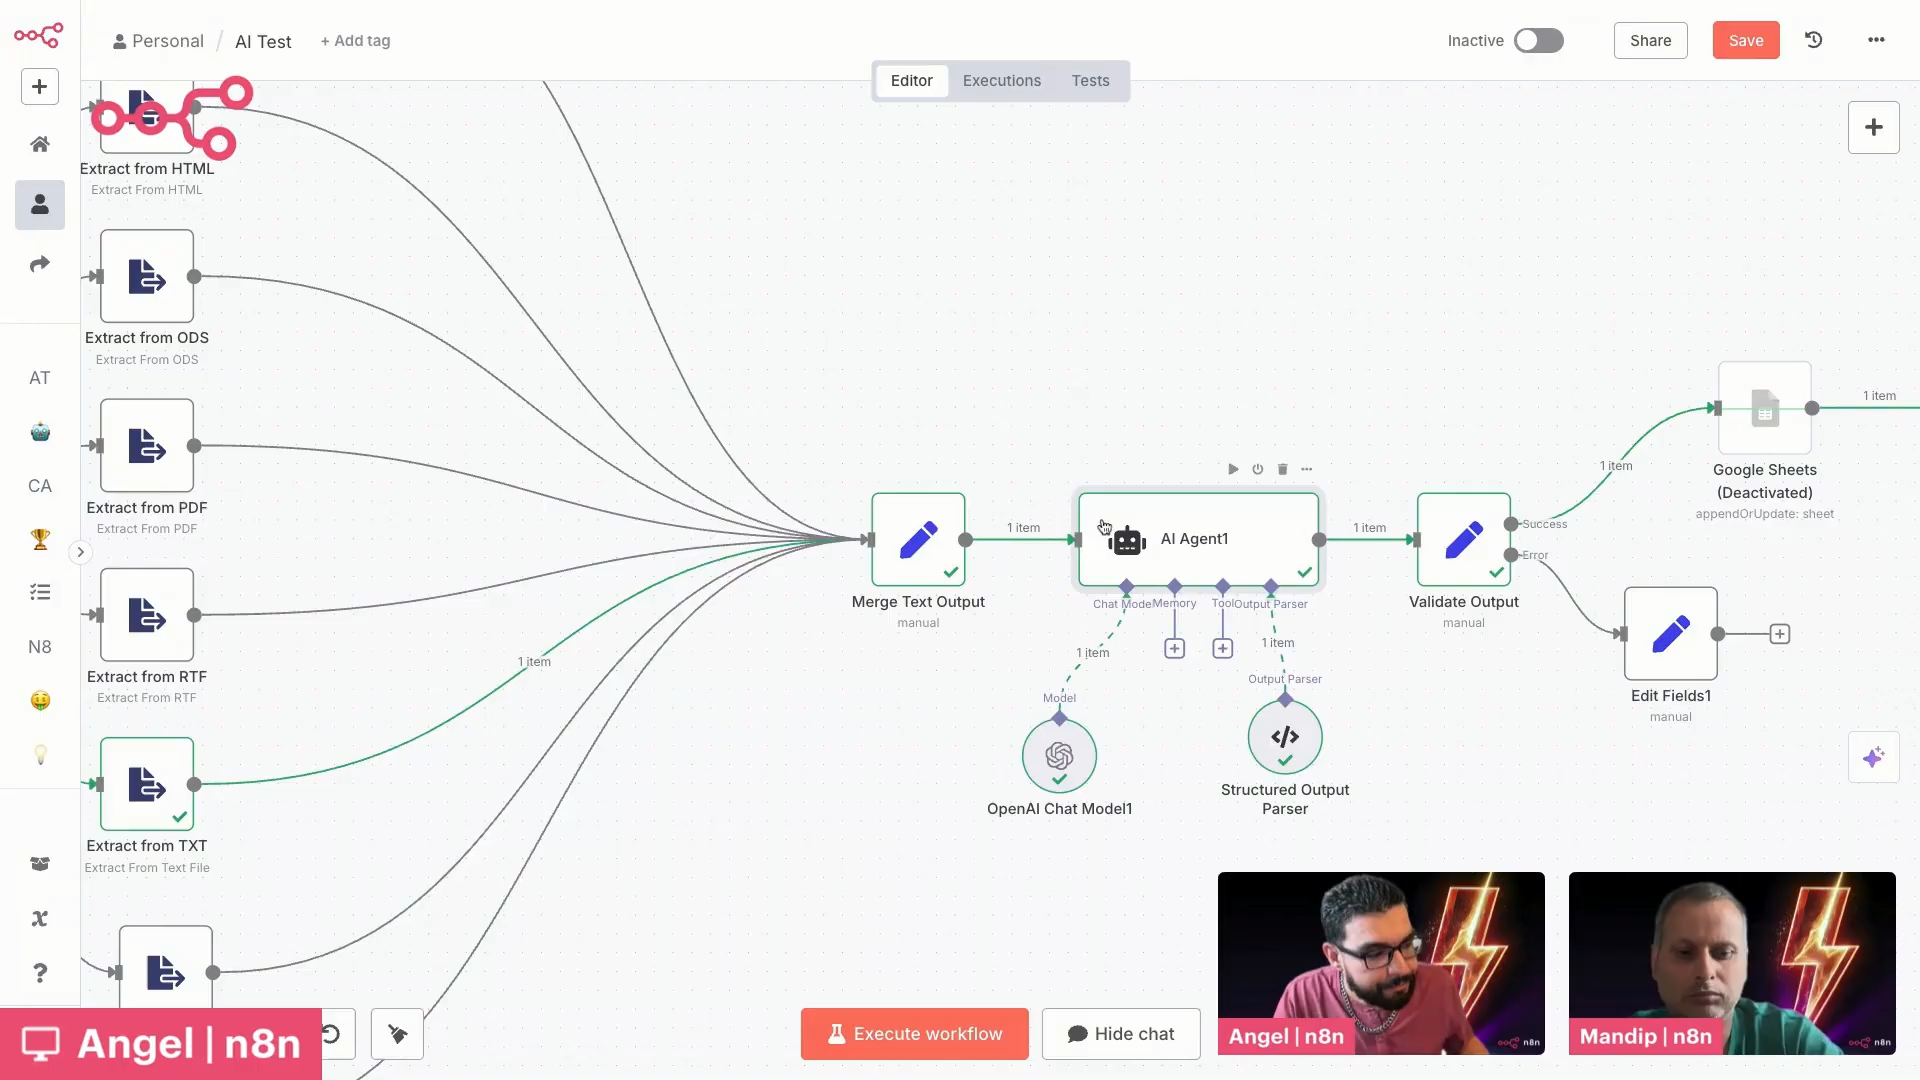 Personal / AI Test + Add tag
Inactive
Share
Save
Editor Executions Tests
Extract from HTML
Extract From HTML
Extract from ODS
Extract From ODS
Extract from PDF
Extract From PDF
Extract from RTF
Extract From RTF
Extract from TXT
Extract From Text File
AT
CA
N8
1 item
Merge Text Output
manual
1 item
AI Agent1
Chat Mode
Memory
Tool
Output Parser
1 item
Model
OpenAI Chat Model1
1 item
Output Parser
Structured Output
Parser
1 item
Validate Output
manual
Success
Error
1 item
Google Sheets
(Deactivated)
appendOrUpdate: sheet
1 item
Edit Fields1
manual
Execute workflow
Hide chat
Angel | n8n
Angel | n8n
n8n
Mandip | n8n
n8n